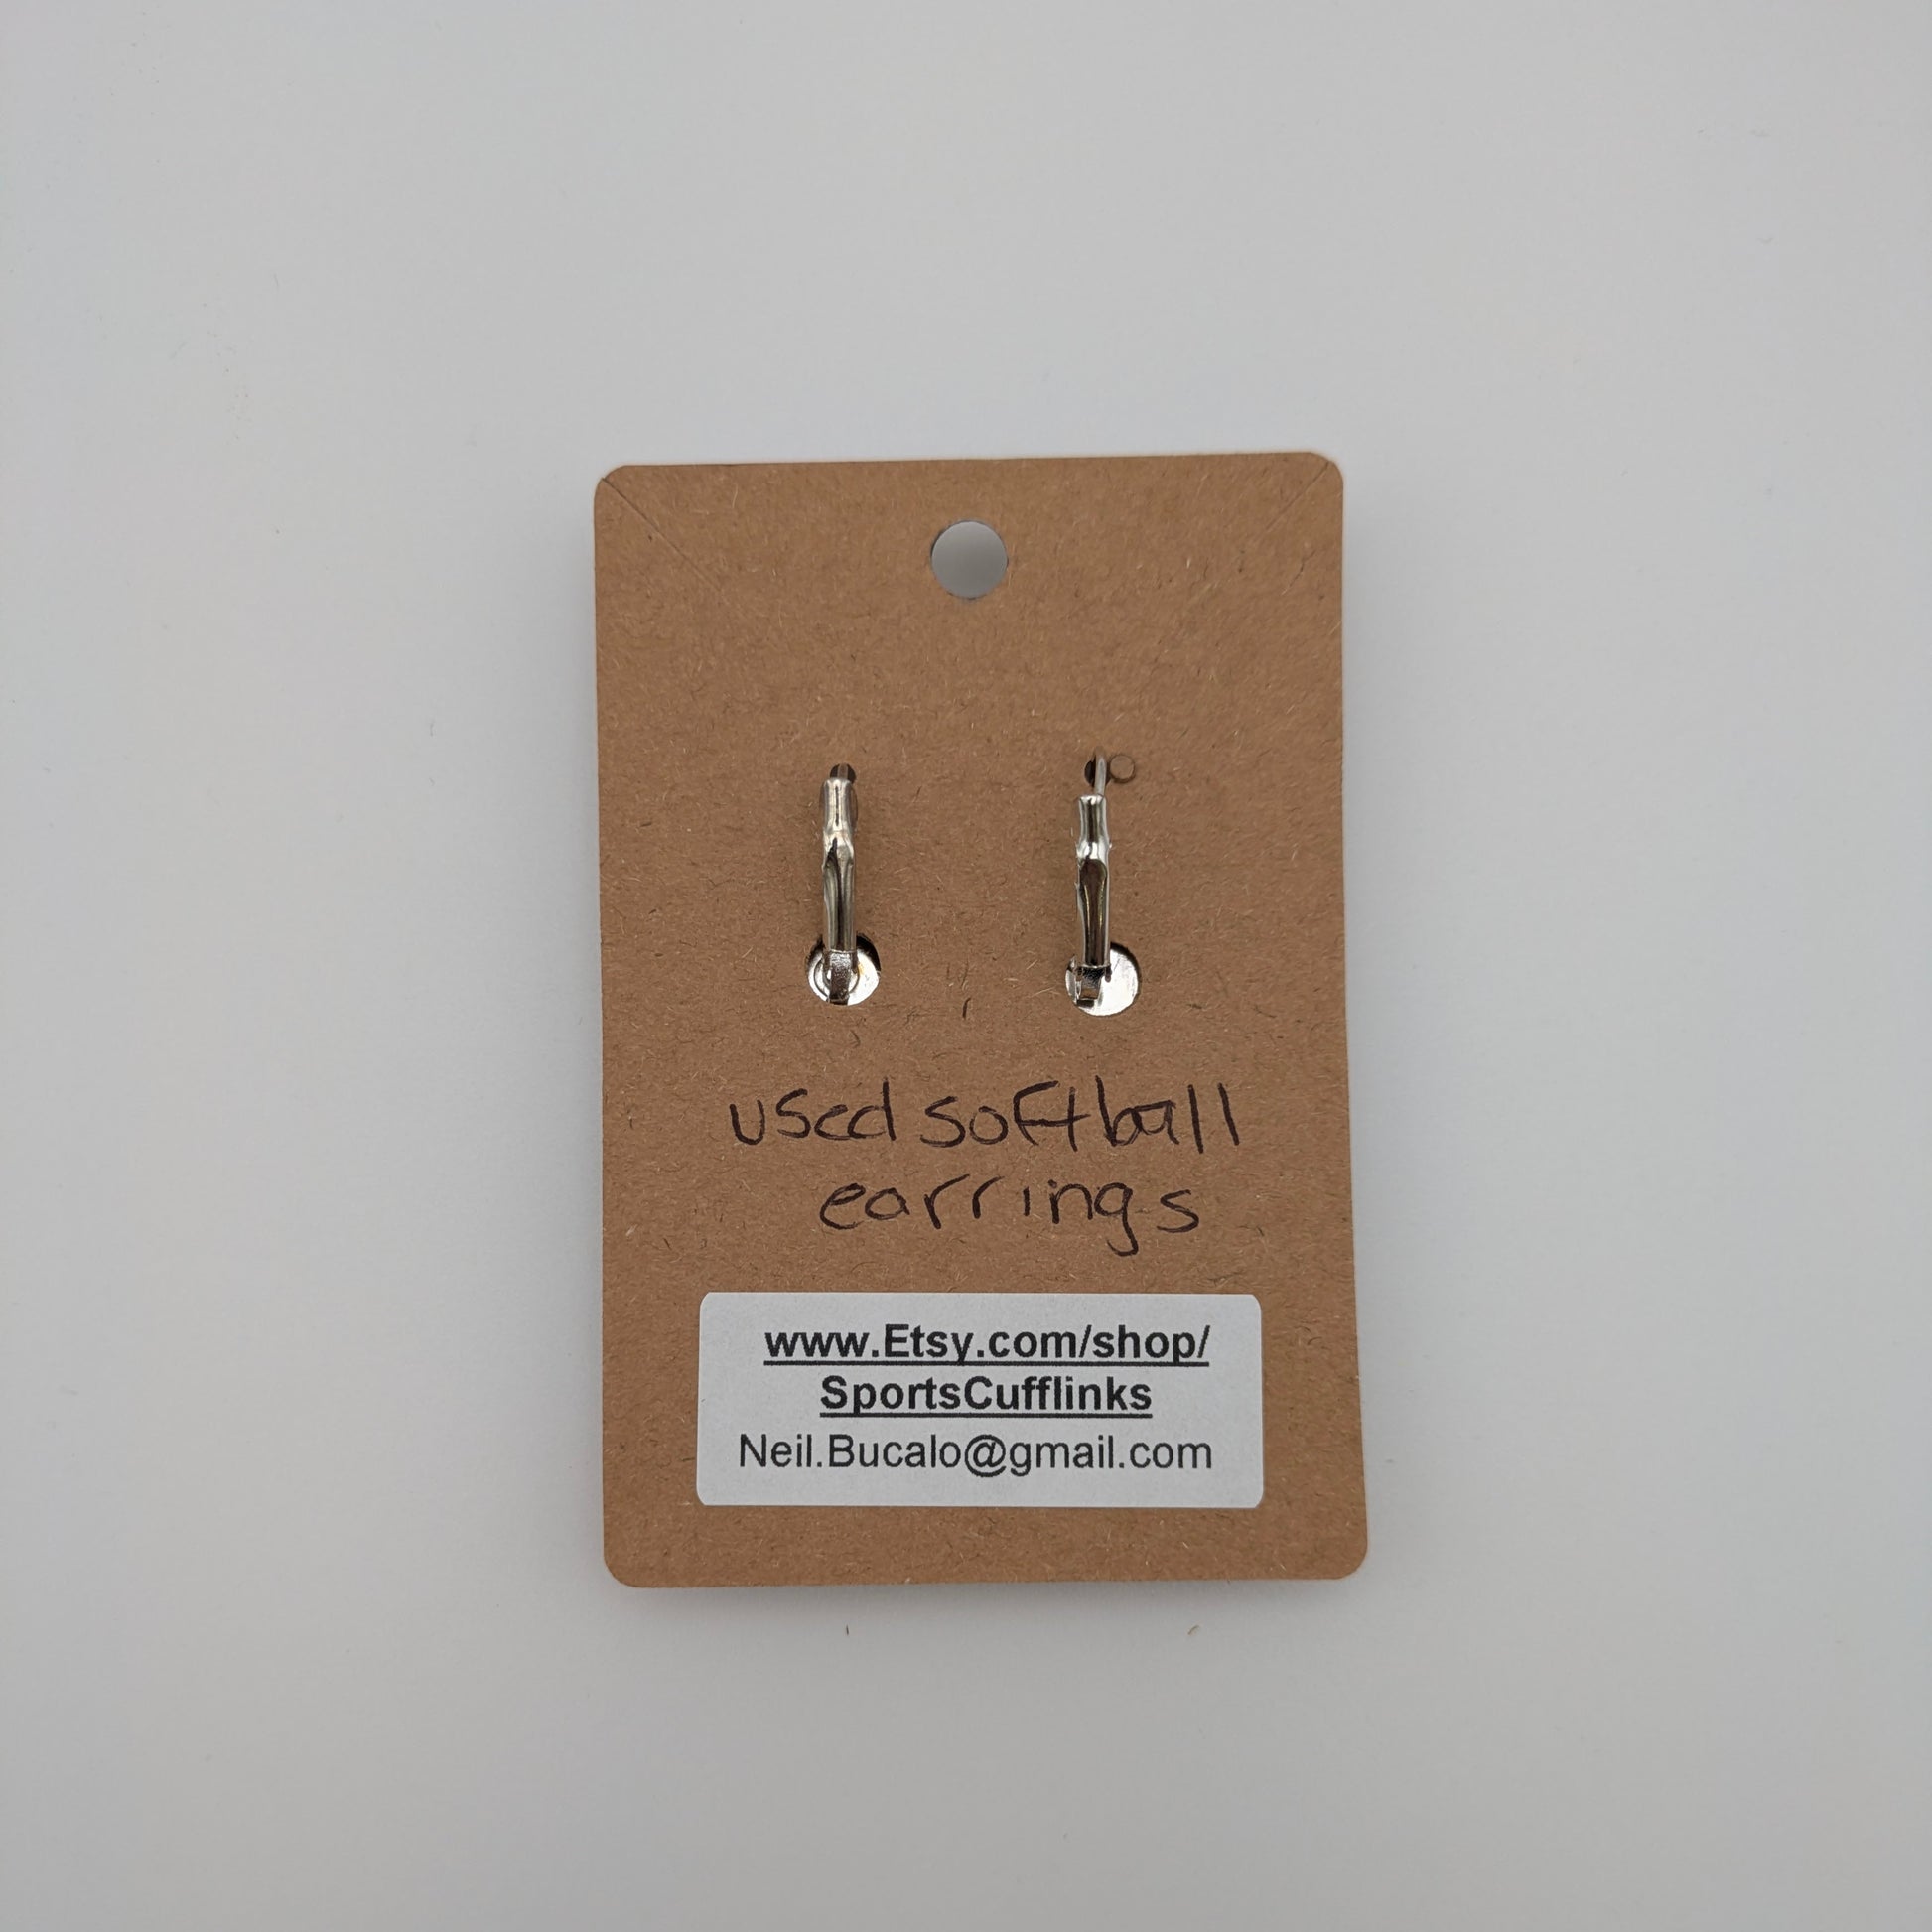 used softball
earrings
www.Etsy.com/shop/
SportsCufflinks
Neil.Bucalo@gmail.com